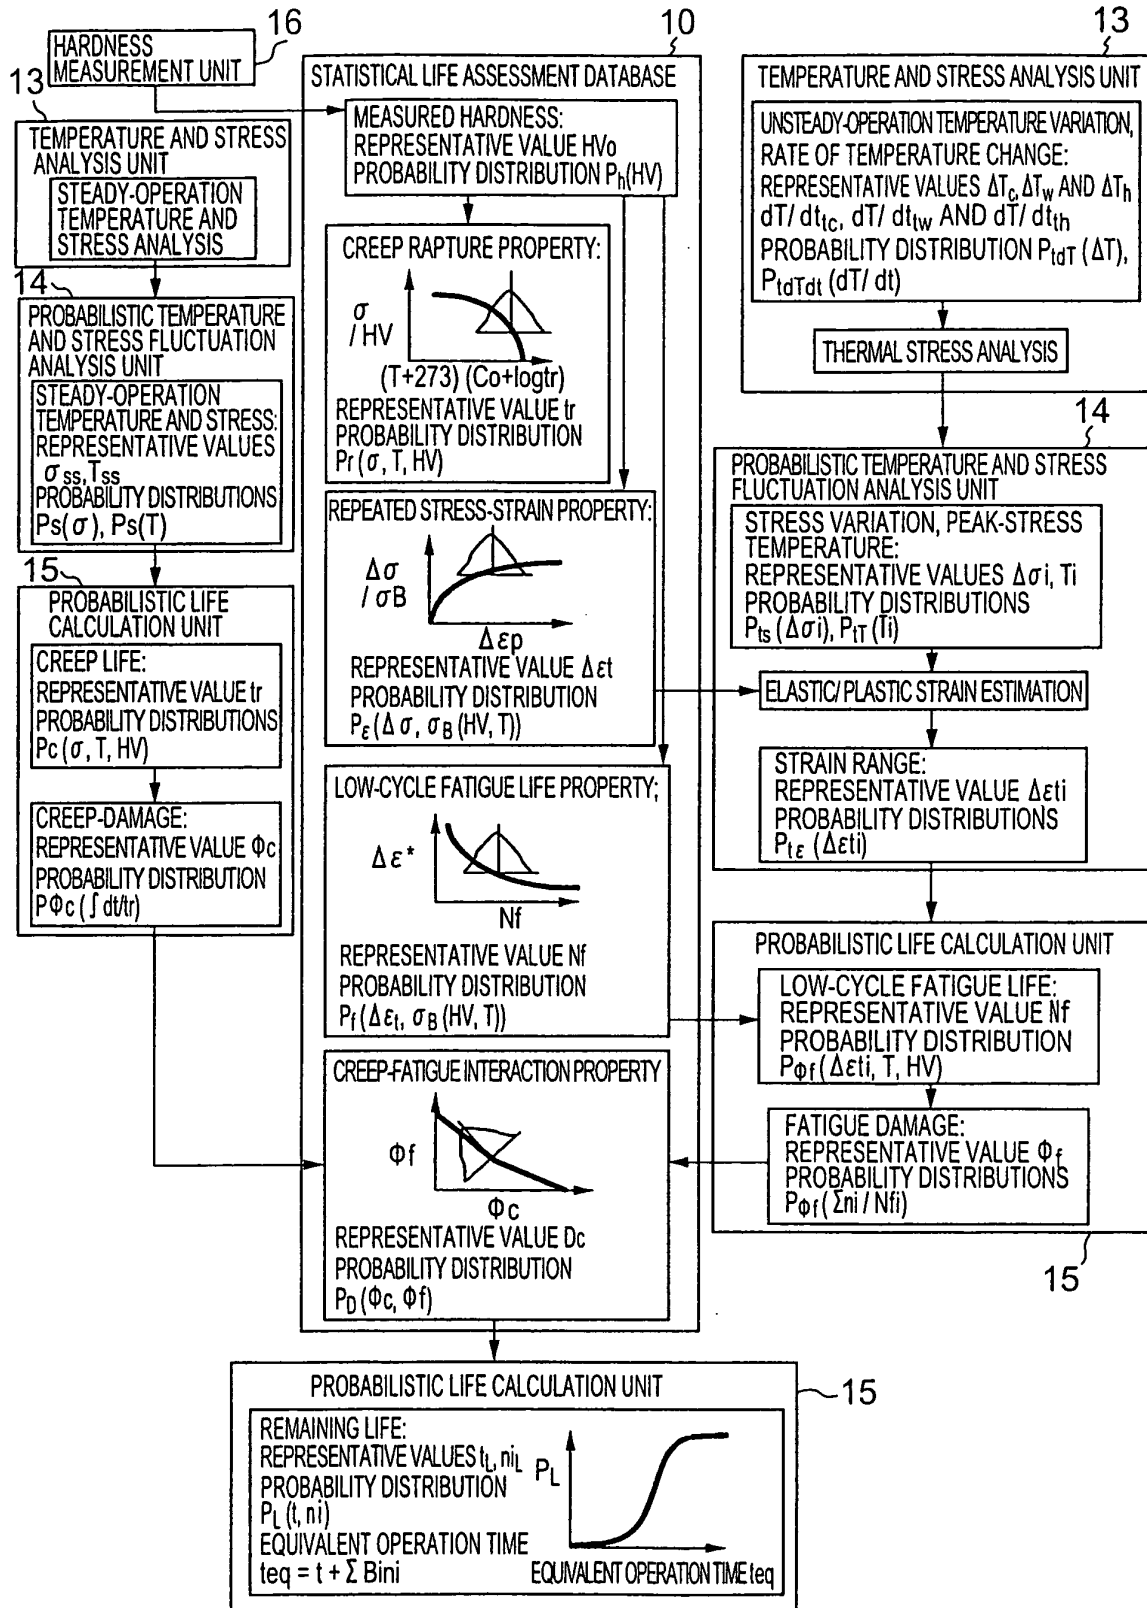 16
HARDNESS
MEASUREMENT UNIT
13
TEMPERATURE AND STRESS
ANALYSIS UNIT
STEADY-OPERATION
TEMPERATURE AND
STRESS ANALYSIS
14
PROBABILISTIC TEMPERATURE
AND STRESS FLUCTUATION
ANALYSIS UNIT
STEADY-OPERATION
TEMPERATURE AND STRESS:
REPRESENTATIVE VALUES
σss, Tss
PROBABILITY DISTRIBUTIONS
Ps(σ), Ps(T)
15
PROBABILISTIC LIFE
CALCULATION UNIT
CREEP LIFE:
REPRESENTATIVE VALUE tr
PROBABILITY DISTRIBUTIONS
Pc (σ, T, HV)
CREEP-DAMAGE:
REPRESENTATIVE VALUE Φc
PROBABILITY DISTRIBUTION
PΦc (∫ dt/tr)
10
STATISTICAL LIFE ASSESSMENT DATABASE
MEASURED HARDNESS:
REPRESENTATIVE VALUE HVo
PROBABILITY DISTRIBUTION Ph(HV)
CREEP RAPTURE PROPERTY:
σ
/ HV
(T+273) (Co+logtr)
REPRESENTATIVE VALUE tr
PROBABILITY DISTRIBUTION
Pr (σ, T, HV)
REPEATED STRESS-STRAIN PROPERTY:
Δσ
/ σB
Δεp
REPRESENTATIVE VALUE Δεt
PROBABILITY DISTRIBUTION
Pε (Δσ, σB (HV, T))
LOW-CYCLE FATIGUE LIFE PROPERTY;
Δε*
Nf
REPRESENTATIVE VALUE Nf
PROBABILITY DISTRIBUTION
Pf (Δεt, σB (HV, T))
CREEP-FATIGUE INTERACTION PROPERTY
Φf
Φc
REPRESENTATIVE VALUE Dc
PROBABILITY DISTRIBUTION
PD (Φc, Φf)
13
TEMPERATURE AND STRESS ANALYSIS UNIT
UNSTEADY-OPERATION TEMPERATURE VARIATION,
RATE OF TEMPERATURE CHANGE:
REPRESENTATIVE VALUES ΔTc, ΔTw AND ΔTh
dT/ dttc, dT/ dttw AND dT/ dtth
PROBABILITY DISTRIBUTION PtdT (ΔT),
PtdTdt (dT/ dt)
THERMAL STRESS ANALYSIS
14
PROBABILISTIC TEMPERATURE AND STRESS
FLUCTUATION ANALYSIS UNIT
STRESS VARIATION, PEAK-STRESS
TEMPERATURE:
REPRESENTATIVE VALUES Δσi, Ti
PROBABILITY DISTRIBUTIONS
Pts (Δσi), PtT (Ti)
ELASTIC/ PLASTIC STRAIN ESTIMATION
STRAIN RANGE:
REPRESENTATIVE VALUE Δεti
PROBABILITY DISTRIBUTIONS
Ptε (Δεti)
PROBABILISTIC LIFE CALCULATION UNIT
LOW-CYCLE FATIGUE LIFE:
REPRESENTATIVE VALUE Nf
PROBABILITY DISTRIBUTION
PΦf (Δεti, T, HV)
FATIGUE DAMAGE:
REPRESENTATIVE VALUE Φf
PROBABILITY DISTRIBUTIONS
PΦf (Σni / Nfi)
15
PROBABILISTIC LIFE CALCULATION UNIT
15
REMAINING LIFE:
REPRESENTATIVE VALUES tL, niL
PROBABILITY DISTRIBUTION
PL (t, ni)
EQUIVALENT OPERATION TIME
teq = t + Σ Bini
PL
EQUIVALENT OPERATION TIME teq